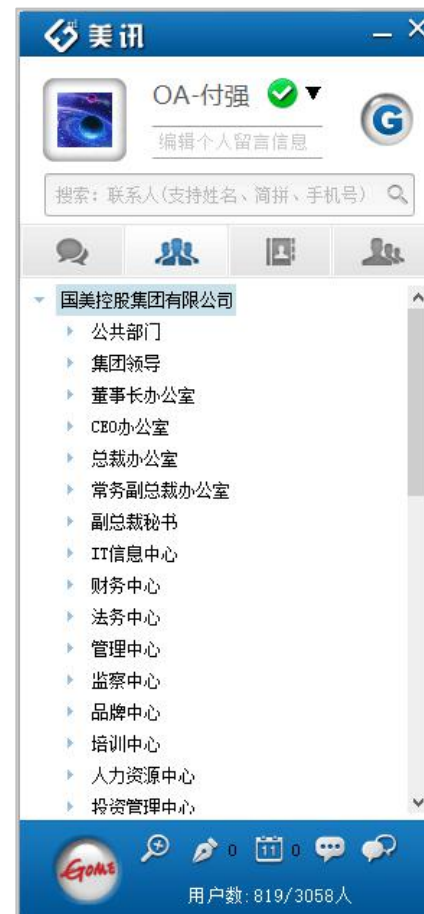 美讯
OA-付强
编辑个人留言信息
搜索：联系人(支持姓名、简拼、手机号)
G
国美控股集团有限公司
公共部门
集团领导
董事长办公室
CEO办公室
总裁办公室
常务副总裁办公室
副总裁秘书
IT信息中心
财务中心
法务中心
管理中心
监察中心
品牌中心
培训中心
人力资源中心
投资管理中心
GOME
0
11
0
用户数:819/3058人